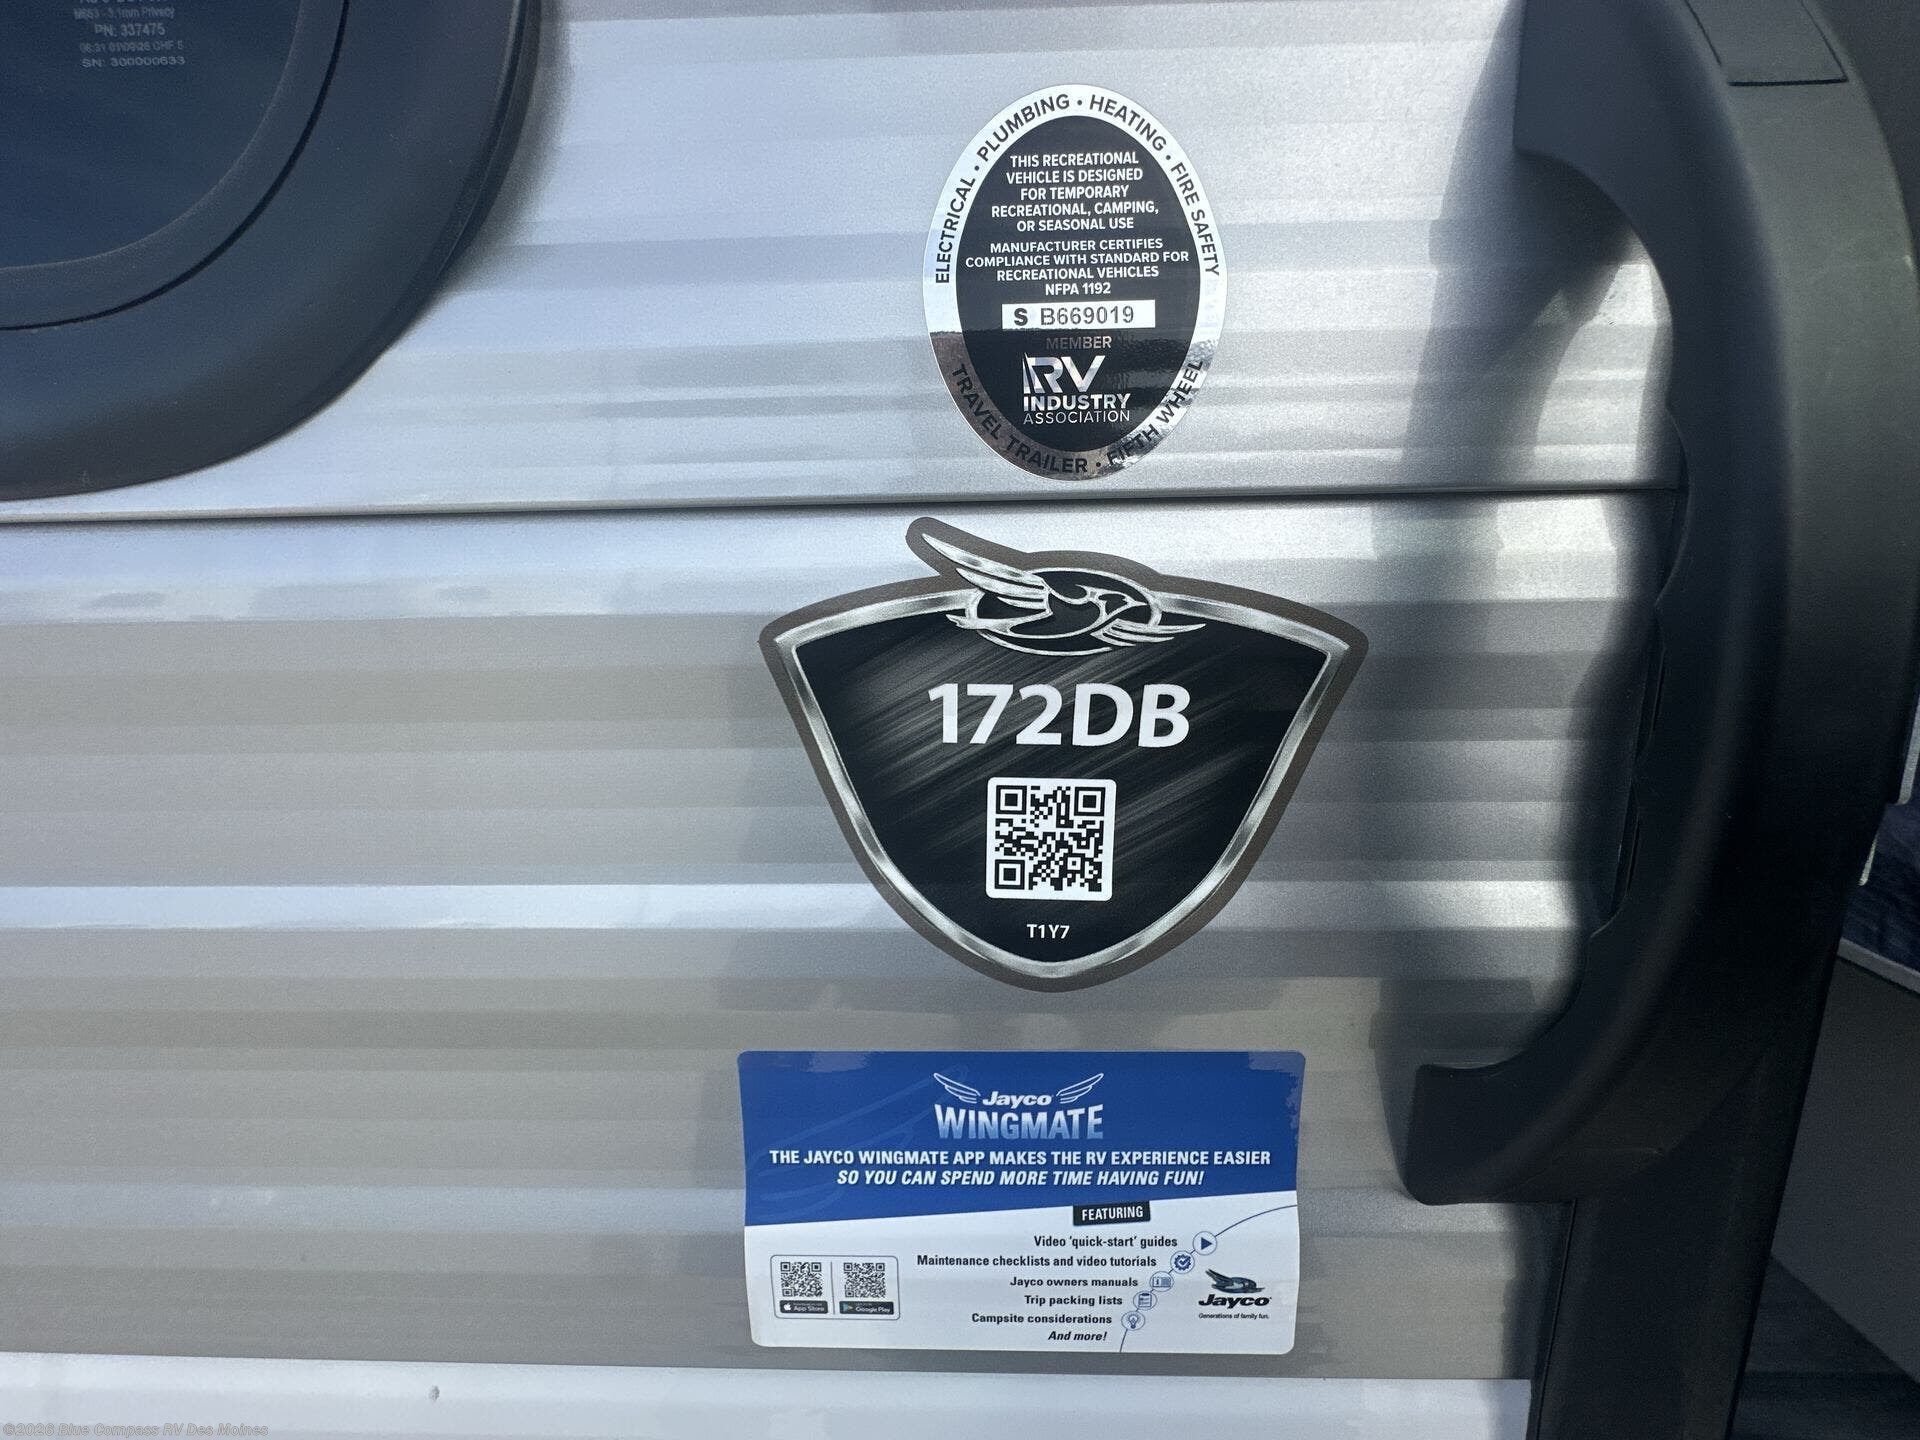 PN: 337475
SN: 300000633
ELECTRICAL • PLUMBING • HEATING • FIRE SAFETY
THIS RECREATIONAL
VEHICLE IS DESIGNED
FOR TEMPORARY
RECREATIONAL, CAMPING,
OR SEASONAL USE
MANUFACTURER CERTIFIES
COMPLIANCE WITH STANDARD FOR
RECREATIONAL VEHICLES
NFPA 1192
S B669019
MEMBER
RV
INDUSTRY
ASSOCIATION
TRAVEL TRAILER • FIFTH WHEEL
172DB
T1Y7
Jayco
WINGMATE
THE JAYCO WINGMATE APP MAKES THE RV EXPERIENCE EASIER
SO YOU CAN SPEND MORE TIME HAVING FUN!
FEATURING
Video 'quick-start' guides
Maintenance checklists and video tutorials
Jayco owners manuals
Trip packing lists
Campsite considerations
And more!
App Store
Google Play
Jayco
Generations of family fun.
©2026 Blue Compass RV Des Moines